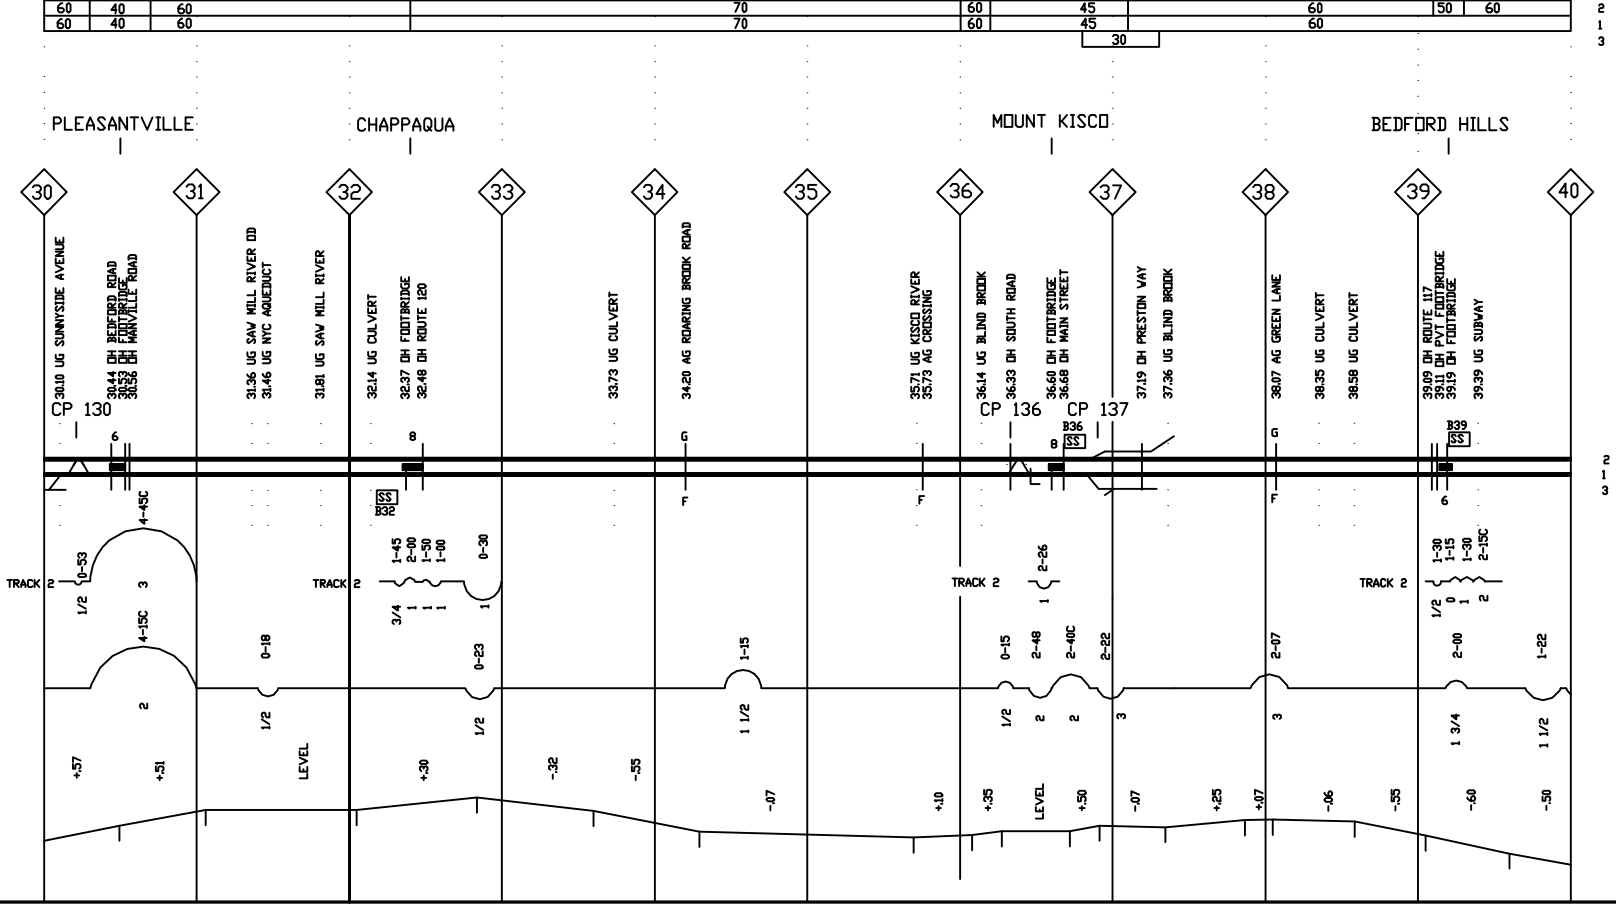 60 40 60 70 60 45 60 50 60 2
60 40 60 70 60 45 60 1
30 3
PLEASANTVILLE CHAPPAQUA MOUNT KISCO BEDFORD HILLS
30 31 32 33 34 35 36 37 38 39 40
30.10 UG SUNNYSIDE AVENUE
30.44 OH BEDFORD ROAD
30.53 OH FOOTBRIDGE
30.56 OH MANVILLE ROAD
31.36 UG SAW MILL RIVER OD
31.46 UG NYC AQUEDUCT
31.81 UG SAW MILL RIVER
32.14 UG CULVERT
32.37 OH FOOTBRIDGE
32.48 OH ROUTE 120
33.73 UG CULVERT
34.20 AG ROARING BROOK ROAD
35.71 UG KISCO RIVER
35.73 AG CROSSING
36.14 UG BLIND BROOK
36.33 OH SOUTH ROAD
36.60 OH FOOTBRIDGE
36.68 OH MAIN STREET
37.19 OH PRESTON WAY
37.36 UG BLIND BROOK
38.07 AG GREEN LANE
38.35 UG CULVERT
38.58 UG CULVERT
39.09 OH ROUTE 117
39.11 OH PVT FOOTBRIDGE
39.19 OH FOOTBRIDGE
39.39 UG SUBWAY
CP 130 CP 136 CP 137
B36 B39
6 8 G 8 SS G SS
2
1
3
SS F F F 6
B32
4-45C
0-53 1-45 2-00 1-50 1-00 0-30 2-26 1-30 1-15 1-30 2-15C
TRACK 2 3 TRACK 2 TRACK 2 TRACK 2
1/2 3/4 1 1 1 1 1 1/2 0 1 2
4-15C 0-18 0-23 1-15 0-15 2-48 2-40C 2-22 2-07 2-00 1-22
2 1/2 1/2 1 1/2 1/2 2 2 3 3 1 3/4 1 1/2
+.57 +.51 LEVEL +.30 -.32 -.55 -.07 +.10 +.35 LEVEL +.50 -.07 +.25 +.07 -.06 -.55 -.60 -.50